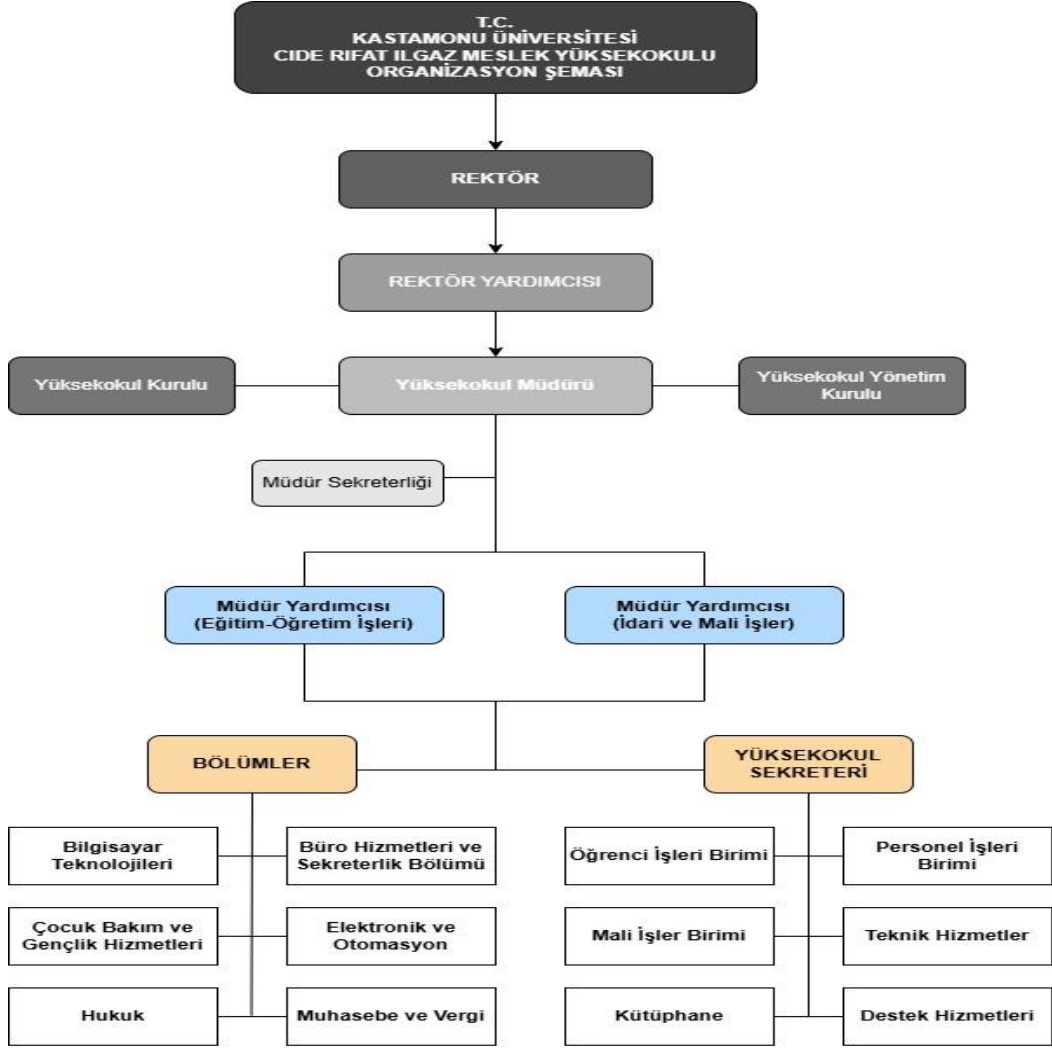 T.C.
KASTAMONU ÜNİVERSİTESİ
CIDE RIFAT ILGAZ MESLEK YÜKSEKOKULU
ORGANİZASYON ŞEMASI
REKTÖR
REKTÖR YARDIMCISI
Yüksekokul Kurulu
Yüksekokul Müdürü
Yüksekokul Yönetim
Kurulu
Müdür Sekreterliği
Müdür Yardımcısı
(Eğitim-Öğretim İşleri)
Müdür Yardımcısı
(İdari ve Mali İşler)
BÖLÜMLER
YÜKSEKOKUL
SEKRETERİ
Bilgisayar
Teknolojileri
Büro Hizmetleri ve
Sekreterlik Bölümü
Öğrenci İşleri Birimi
Personel İşleri
Birimi
Çocuk Bakım ve
Gençlik Hizmetleri
Elektronik ve
Otomasyon
Mali İşler Birimi
Teknik Hizmetler
Hukuk
Muhasebe ve Vergi
Kütüphane
Destek Hizmetleri